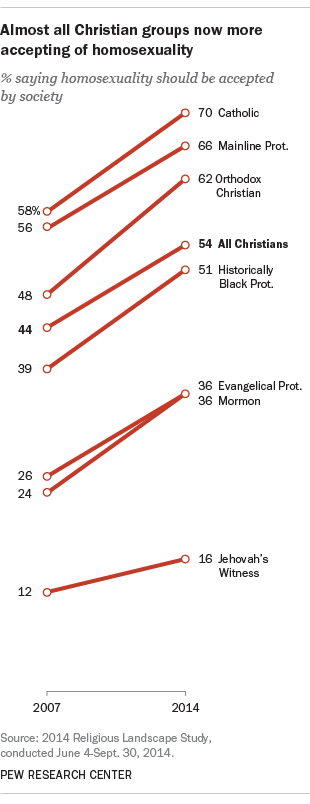 Almost all Christian groups now more
accepting of homosexuality
% saying homosexuality should be accepted
by society
70 Catholic
66 Mainline Prot.
62 Orthodox
Christian
58%
56
54 All Christians
51 Historically
Black Prot.
48
44
39
36 Evangelical Prot.
36 Mormon
26
24
16 Jehovah's
Witness
12
2007 2014
Source: 2014 Religious Landscape Study,
conducted June 4-Sept. 30, 2014.
PEW RESEARCH CENTER